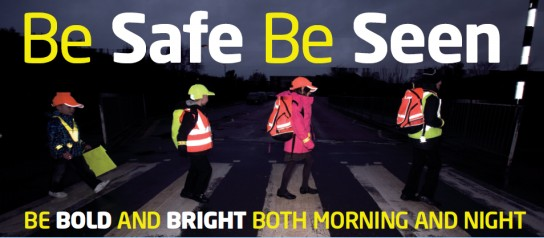 Be Safe Be Seen
BE BOLD AND BRIGHT BOTH MORNING AND NIGHT